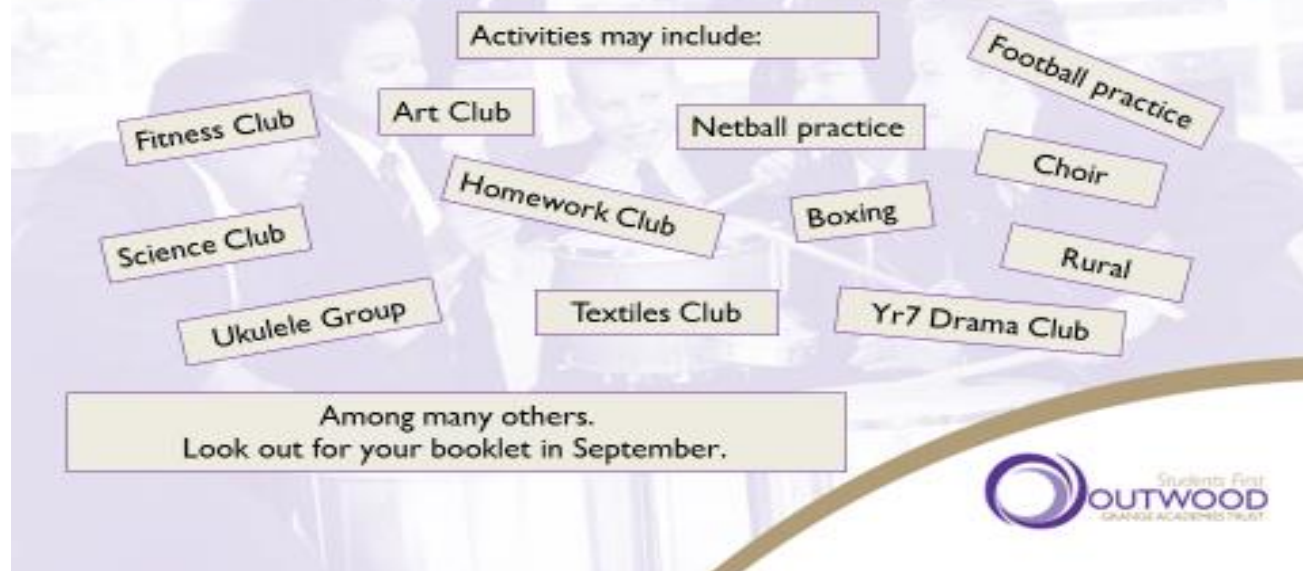 Activities may include:
Football practice
Fitness Club
Art Club
Netball practice
Choir
Homework Club
Boxing
Science Club
Rural
Ukulele Group
Textiles Club
Yr7 Drama Club
Among many others.
Look out for your booklet in September.
Students First
OUTWOOD
GRANGE ACADEMIES TRUST